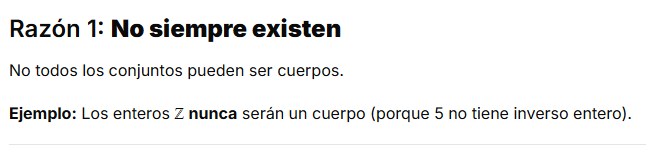 Razón 1: No siempre existen
No todos los conjuntos pueden ser cuerpos.
Ejemplo: Los enteros ℤ nunca serán un cuerpo (porque 5 no tiene inverso entero).